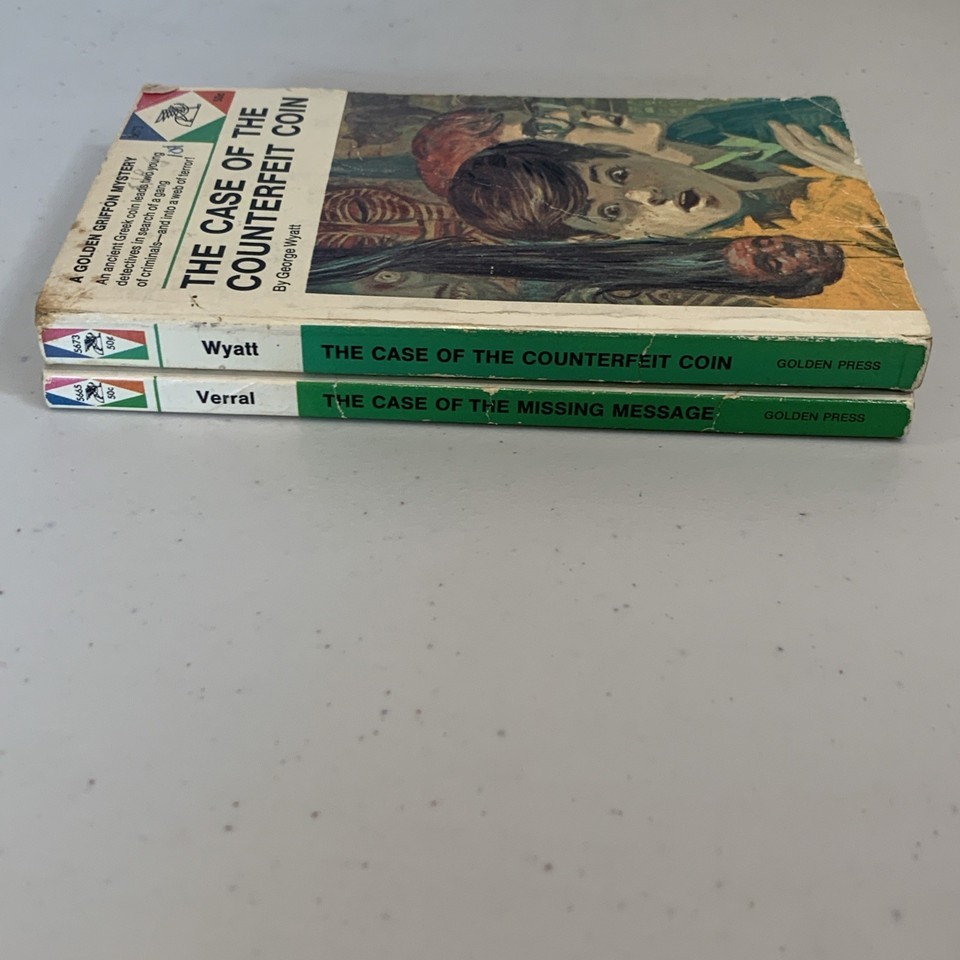 A GOLDEN GRIFFON MYSTERY
An ancient Greek coin leads two young
detectives in search of a gang
of criminals—and into a web of terror!
THE CASE OF THE
COUNTERFEIT COIN
By George Wyatt
5673
50¢
Wyatt
THE CASE OF THE COUNTERFEIT COIN
GOLDEN PRESS
5665
50¢
Verral
THE CASE OF THE MISSING MESSAGE
GOLDEN PRESS